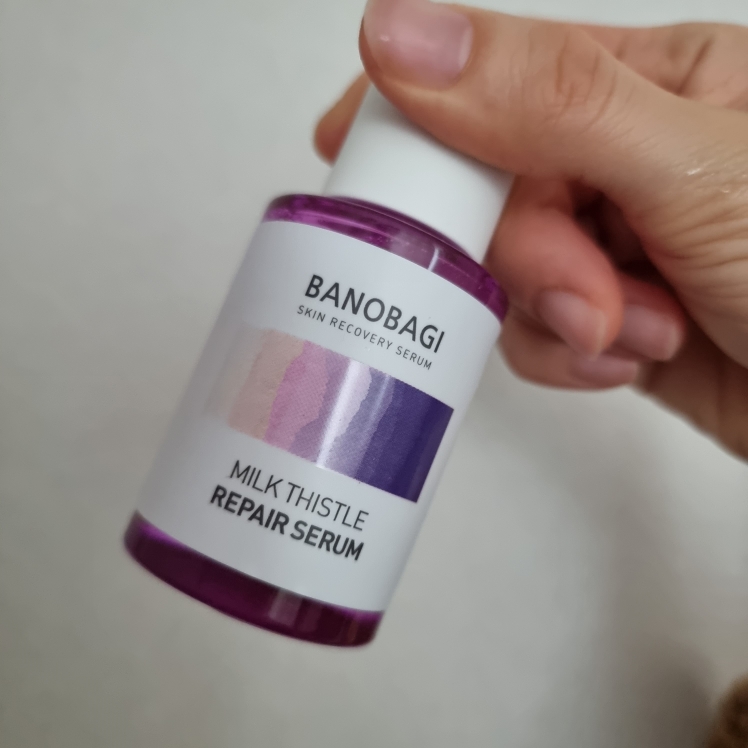 BANOBAGI
SKIN RECOVERY SERUM
MILK THISTLE
REPAIR SERUM